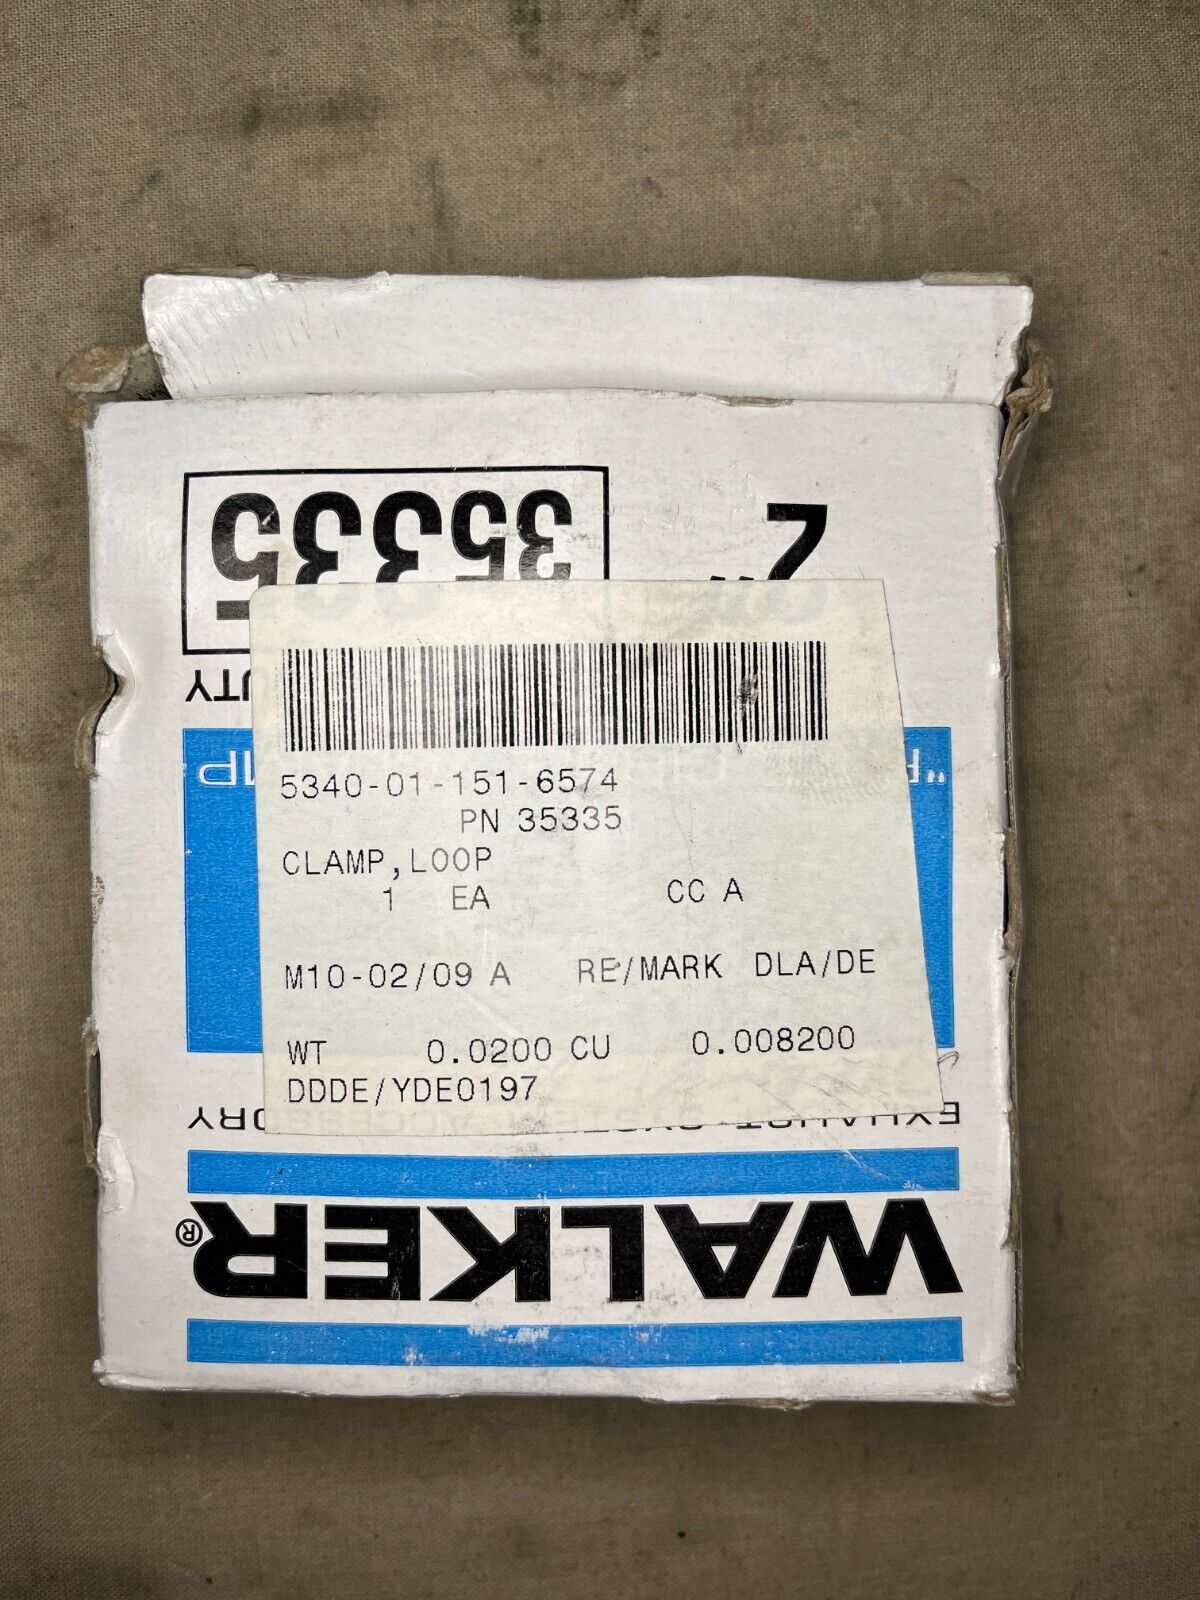 35335
2"
UTY
5340-01-151-6574
PN 35335
CLAMP,LOOP
1 EA CC A
M10-02/09 A RE/MARK DLA/DE
WT 0.0200 CU 0.008200
DDDE/YDE0197
WALKER®